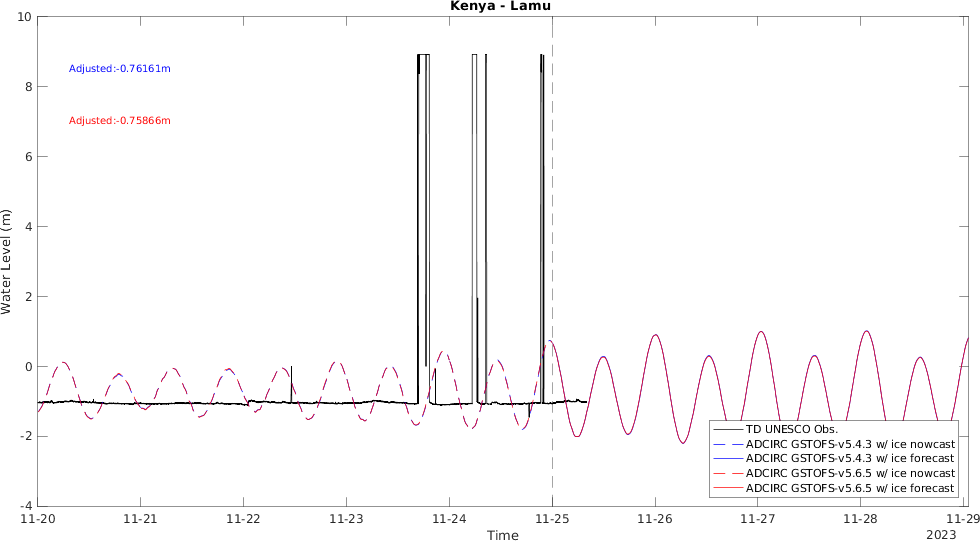 Kenya - Lamu
10
8
6
4
2
0
-2
-4
Water Level (m)
Adjusted:-0.76161m
Adjusted:-0.75866m
TD UNESCO Obs.
ADCIRC GSTOFS-v5.4.3 w/ ice nowcast
ADCIRC GSTOFS-v5.4.3 w/ ice forecast
ADCIRC GSTOFS-v5.6.5 w/ ice nowcast
ADCIRC GSTOFS-v5.6.5 w/ ice forecast
11-20 11-21 11-22 11-23 11-24 11-25 11-26 11-27 11-28 11-29
Time
2023